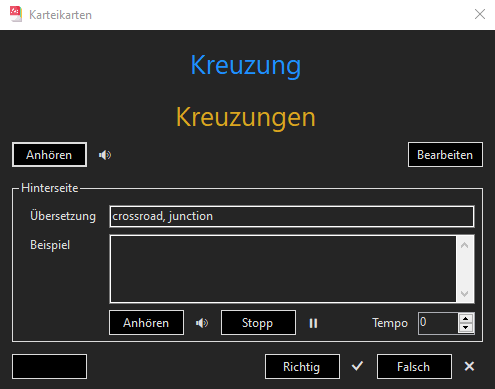 Karteikarten
Kreuzung
Kreuzungen
Anhören
Bearbeiten
Hinterseite
Übersetzung
crossroad, junction
Beispiel
Anhören
Stopp
Tempo
0
Richtig
Falsch